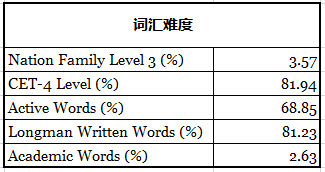 词汇难度
Nation Family Level 3 (%) 3.57
CET-4 Level (%) 81.94
Active Words (%) 68.85
Longman Written Words (%) 81.23
Academic Words (%) 2.63